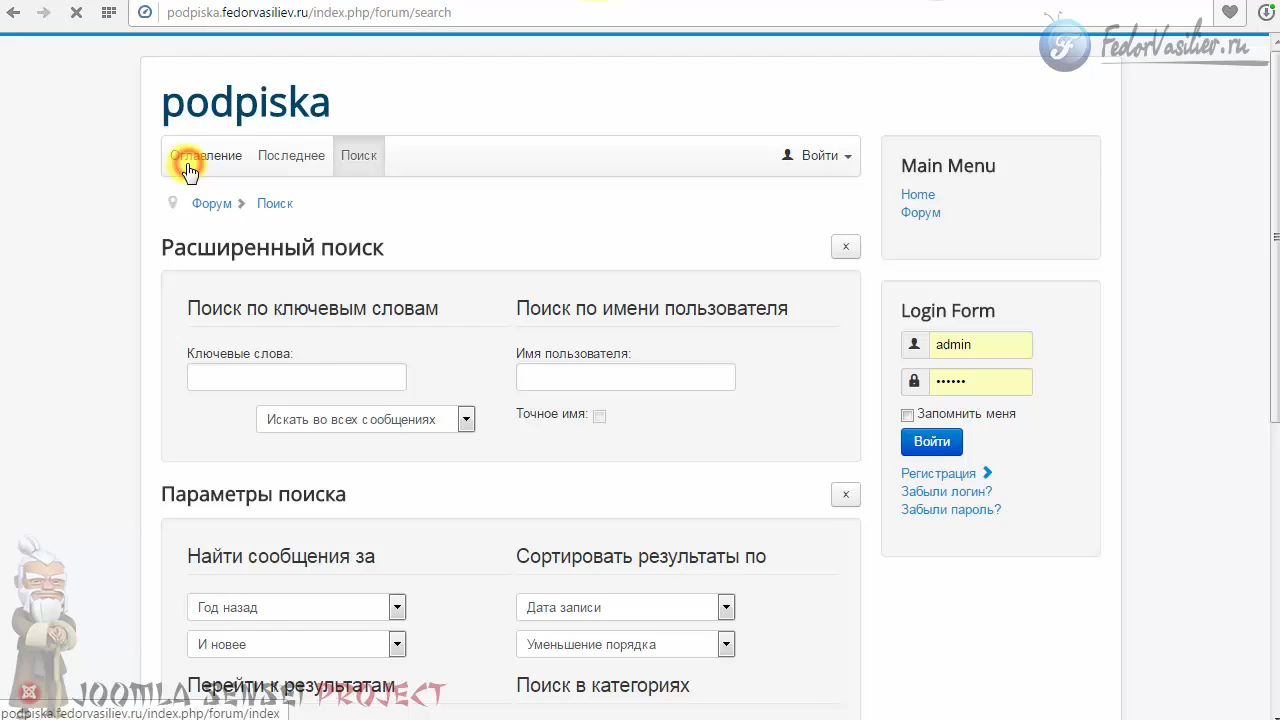 podpiska.fedorvasiliev.ru/index.php/forum/search
FedorVasiliev.ru
podpiska
Оглавление Последнее Поиск Войти
Форум Поиск
Main Menu
Home
Форум
Расширенный поиск x
Поиск по ключевым словам Поиск по имени пользователя
Ключевые слова: Имя пользователя:
Искать во всех сообщениях Точное имя:
Login Form
admin
••••••
Запомнить меня
Войти
Регистрация
Забыли логин?
Забыли пароль?
Параметры поиска x
Найти сообщения за Сортировать результаты по
Год назад Дата записи
И новее Уменьшение порядка
Перейти к результатам Поиск в категориях
JOOMLA SENSEI PROJECT
podpiska.fedorvasiliev.ru/index.php/forum/index